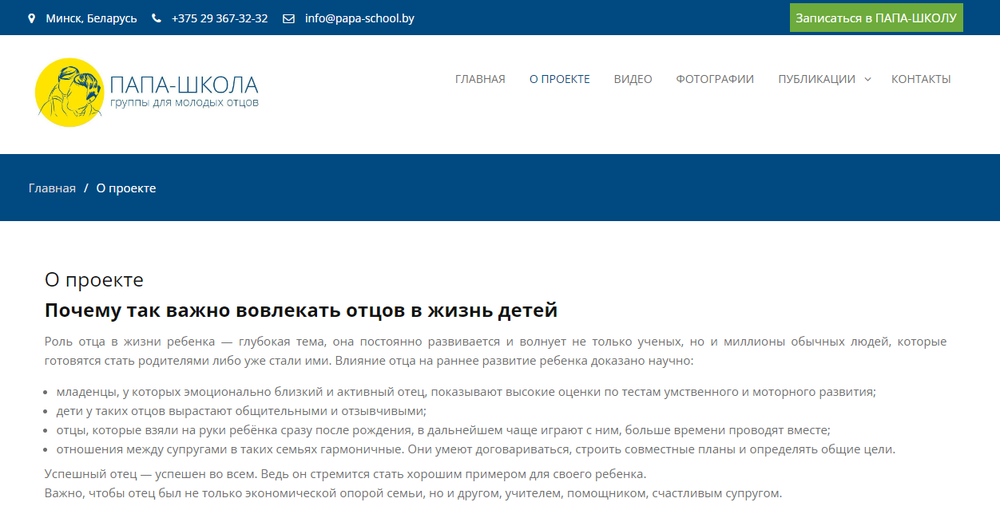 Минск, Беларусь +375 29 367-32-32 info@papa-school.by Записаться в ПАПА-ШКОЛУ
ПАПА-ШКОЛА
группы для молодых отцов
ГЛАВНАЯ О ПРОЕКТЕ ВИДЕО ФОТОГРАФИИ ПУБЛИКАЦИИ КОНТАКТЫ
Главная / О проекте
О проекте
Почему так важно вовлекать отцов в жизнь детей
Роль отца в жизни ребенка — глубокая тема, она постоянно развивается и волнует не только ученых, но и миллионы обычных людей, которые
готовятся стать родителями либо уже стали ими. Влияние отца на раннее развитие ребенка доказано научно:
• младенцы, у которых эмоционально близкий и активный отец, показывают высокие оценки по тестам умственного и моторного развития;
• дети у таких отцов вырастают общительными и отзывчивыми;
• отцы, которые взяли на руки ребёнка сразу после рождения, в дальнейшем чаще играют с ним, больше времени проводят вместе;
• отношения между супругами в таких семьях гармоничные. Они умеют договариваться, строить совместные планы и определять общие цели.
Успешный отец — успешен во всем. Ведь он стремится стать хорошим примером для своего ребенка.
Важно, чтобы отец был не только экономической опорой семьи, но и другом, учителем, помощником, счастливым супругом.